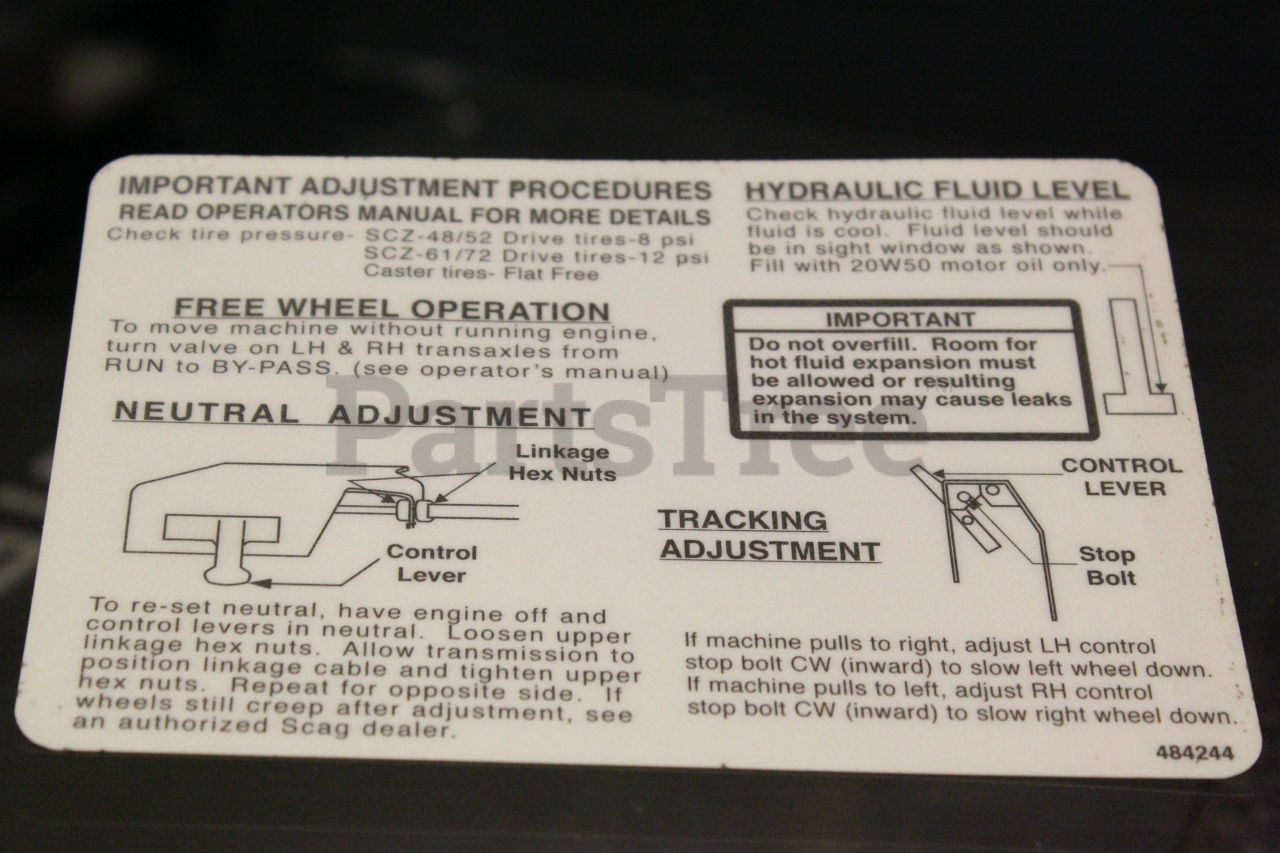 IMPORTANT ADJUSTMENT PROCEDURES
READ OPERATORS MANUAL FOR MORE DETAILS
Check tire pressure- SCZ-48/52 Drive tires-8 psi
SCZ-61/72 Drive tires-12 psi
Caster tires- Flat Free
FREE WHEEL OPERATION
To move machine without running engine,
turn valve on LH & RH transaxles from
RUN to BY-PASS. (see operator's manual)
NEUTRAL ADJUSTMENT
Linkage
Hex Nuts
Control
Lever
To re-set neutral, have engine off and
control levers in neutral. Loosen upper
linkage hex nuts. Allow transmission to
position linkage cable and tighten upper
hex nuts. Repeat for opposite side. If
wheels still creep after adjustment, see
an authorized Scag dealer.
HYDRAULIC FLUID LEVEL
Check hydraulic fluid level while
fluid is cool. Fluid level should
be in sight window as shown.
Fill with 20W50 motor oil only.
IMPORTANT
Do not overfill. Room for
hot fluid expansion must
be allowed or resulting
expansion may cause leaks
in the system.
CONTROL
LEVER
TRACKING
ADJUSTMENT
Stop
Bolt
If machine pulls to right, adjust LH control
stop bolt CW (inward) to slow left wheel down.
If machine pulls to left, adjust RH control
stop bolt CW (inward) to slow right wheel down.
484244
PartsTree